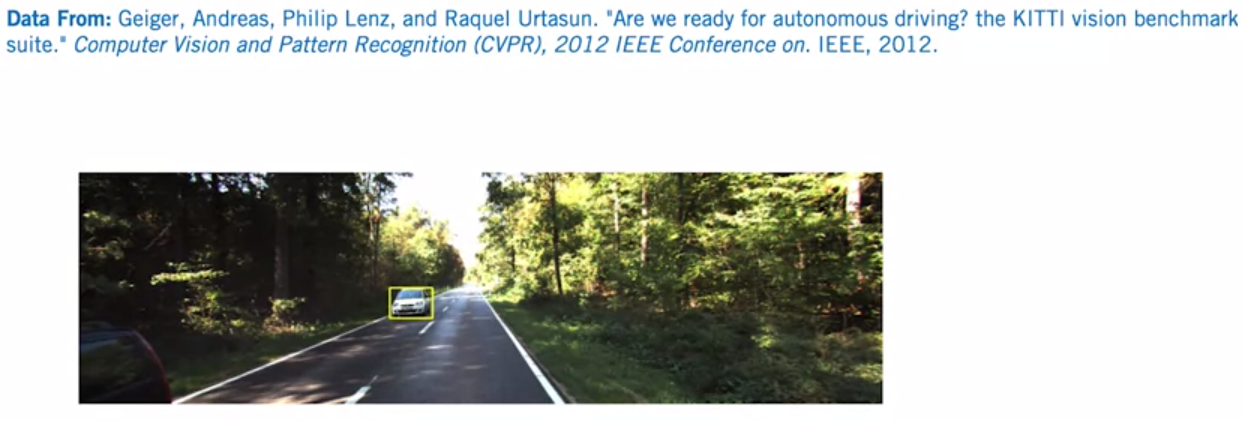 Data From: Geiger, Andreas, Philip Lenz, and Raquel Urtasun. "Are we ready for autonomous driving? the KITTI vision benchmark
suite." Computer Vision and Pattern Recognition (CVPR), 2012 IEEE Conference on. IEEE, 2012.